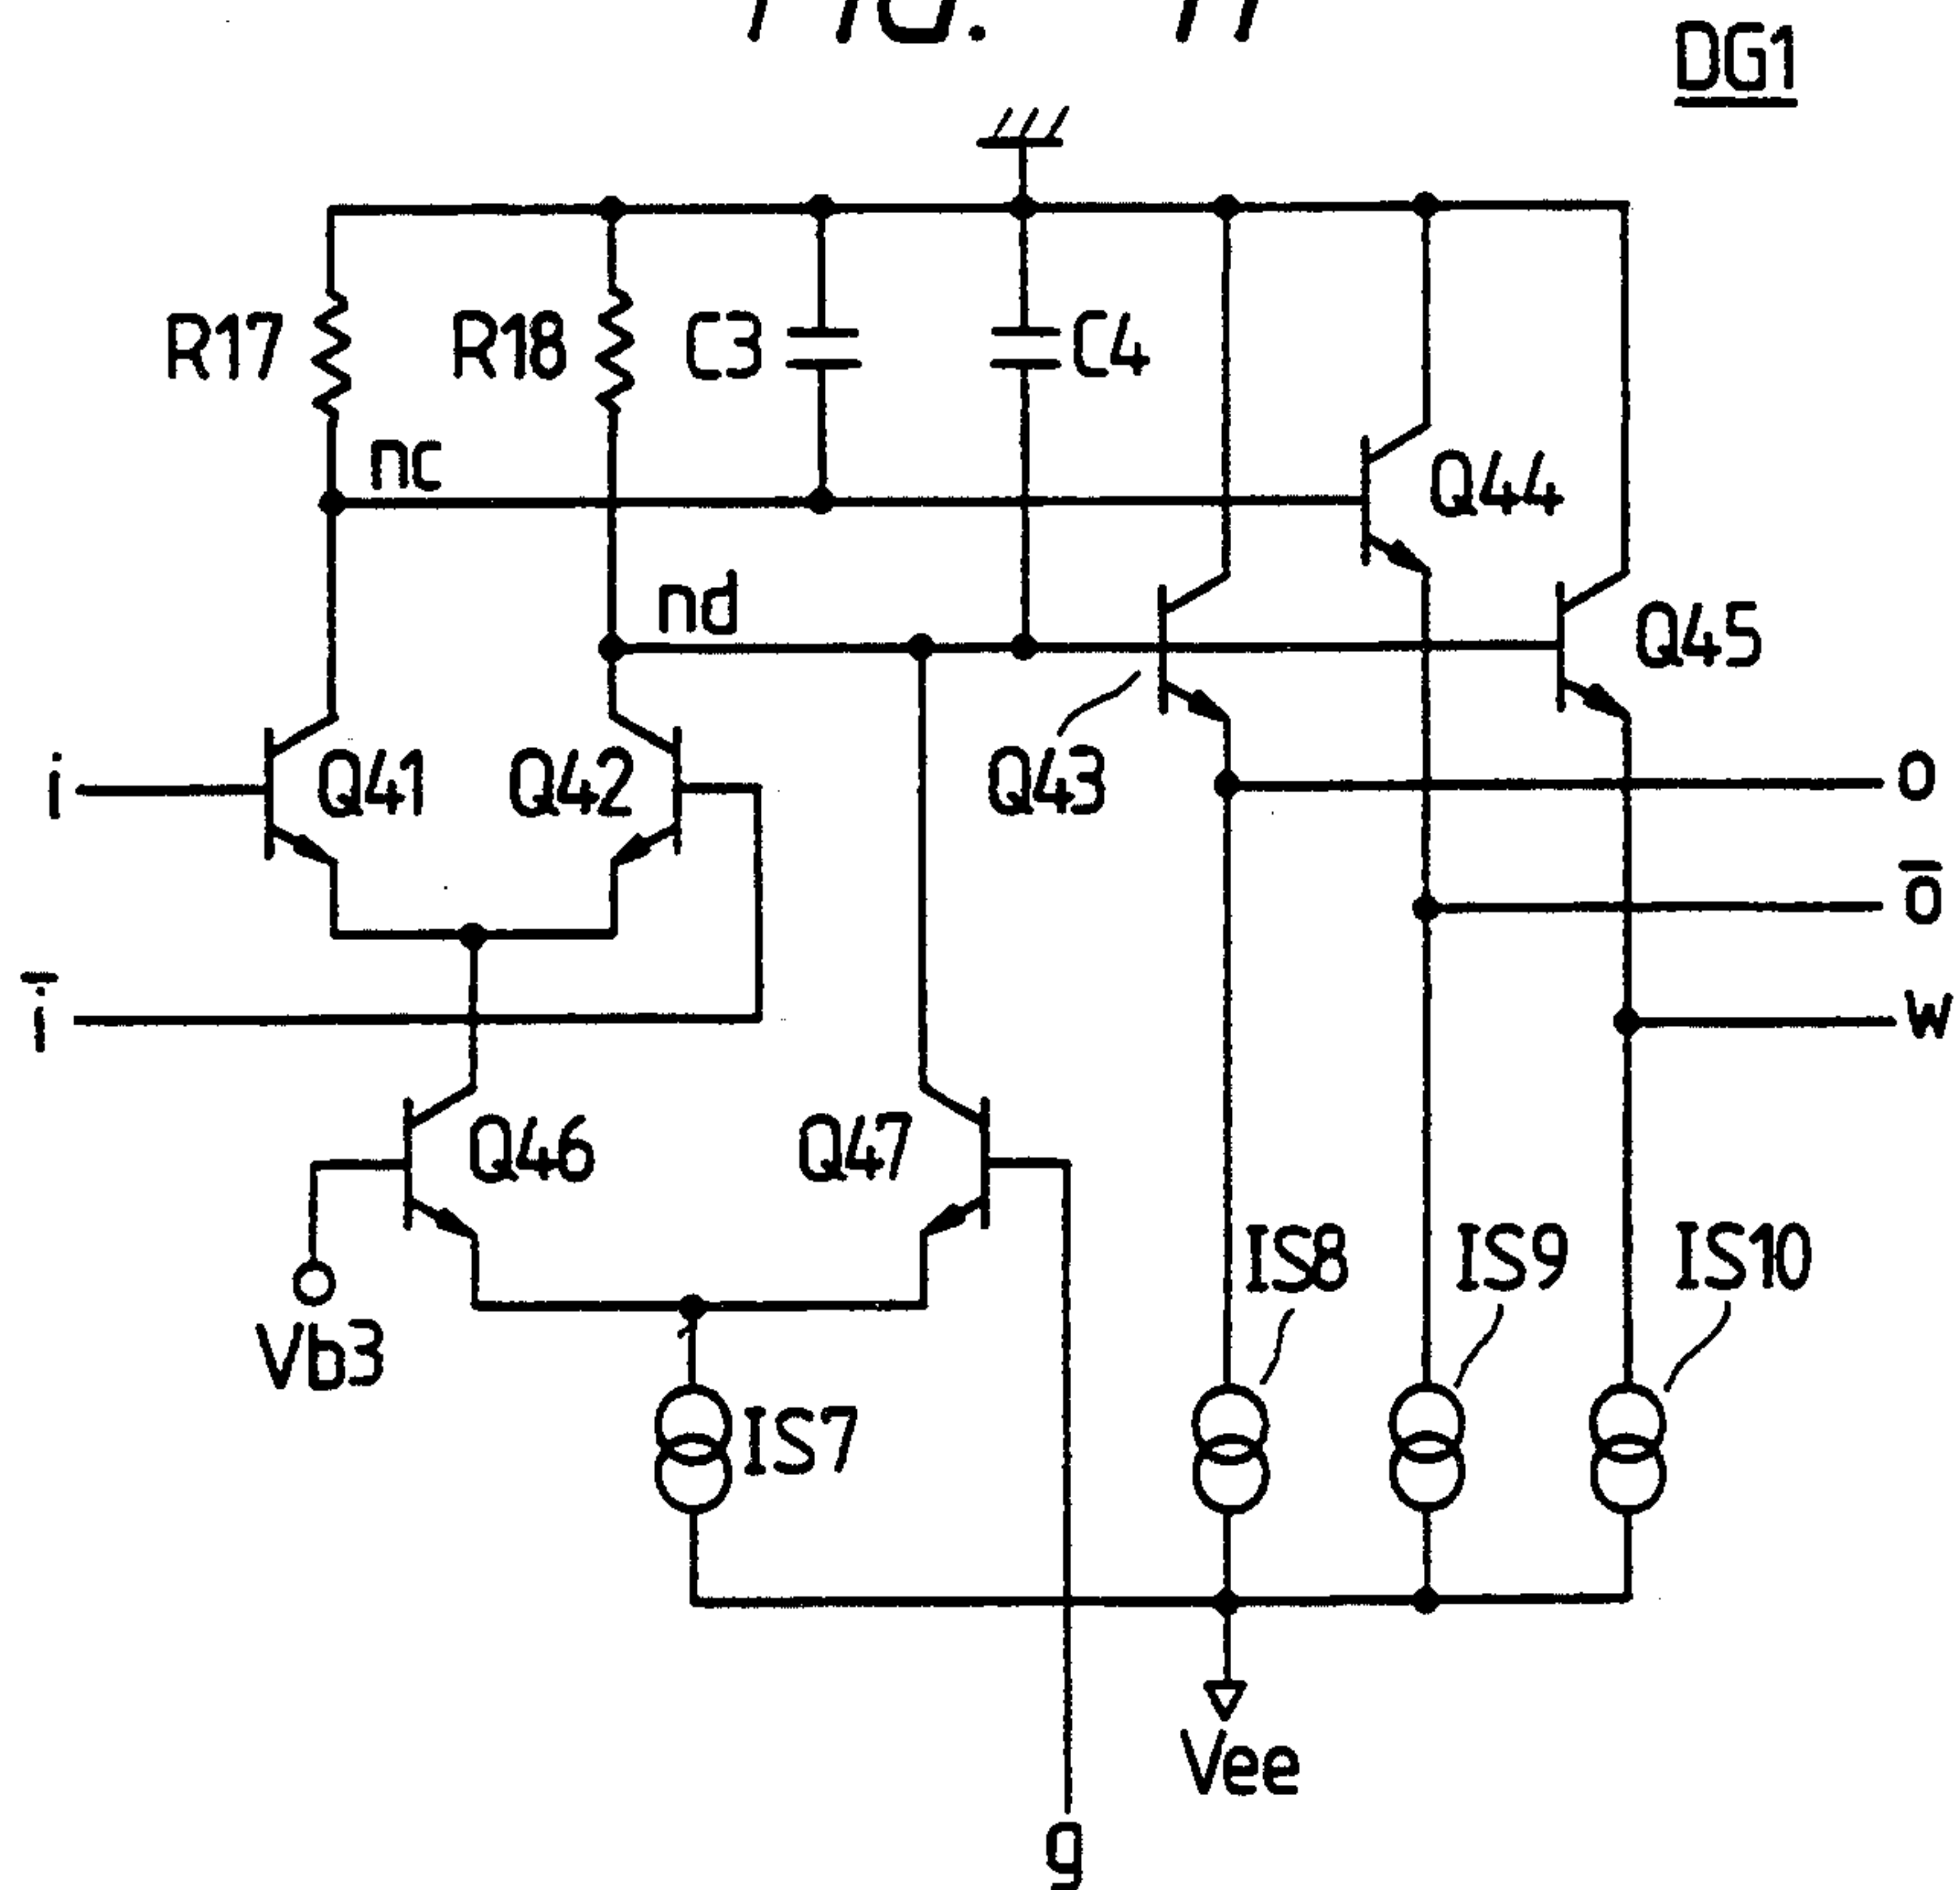 DG1
R17
R18
C3
C4
nc
Q44
nd
Q45
i
Q41
Q42
Q43
o
o̅
i̅
w
Q46
Q47
IS8
IS9
IS10
Vb3
IS7
Vee
g